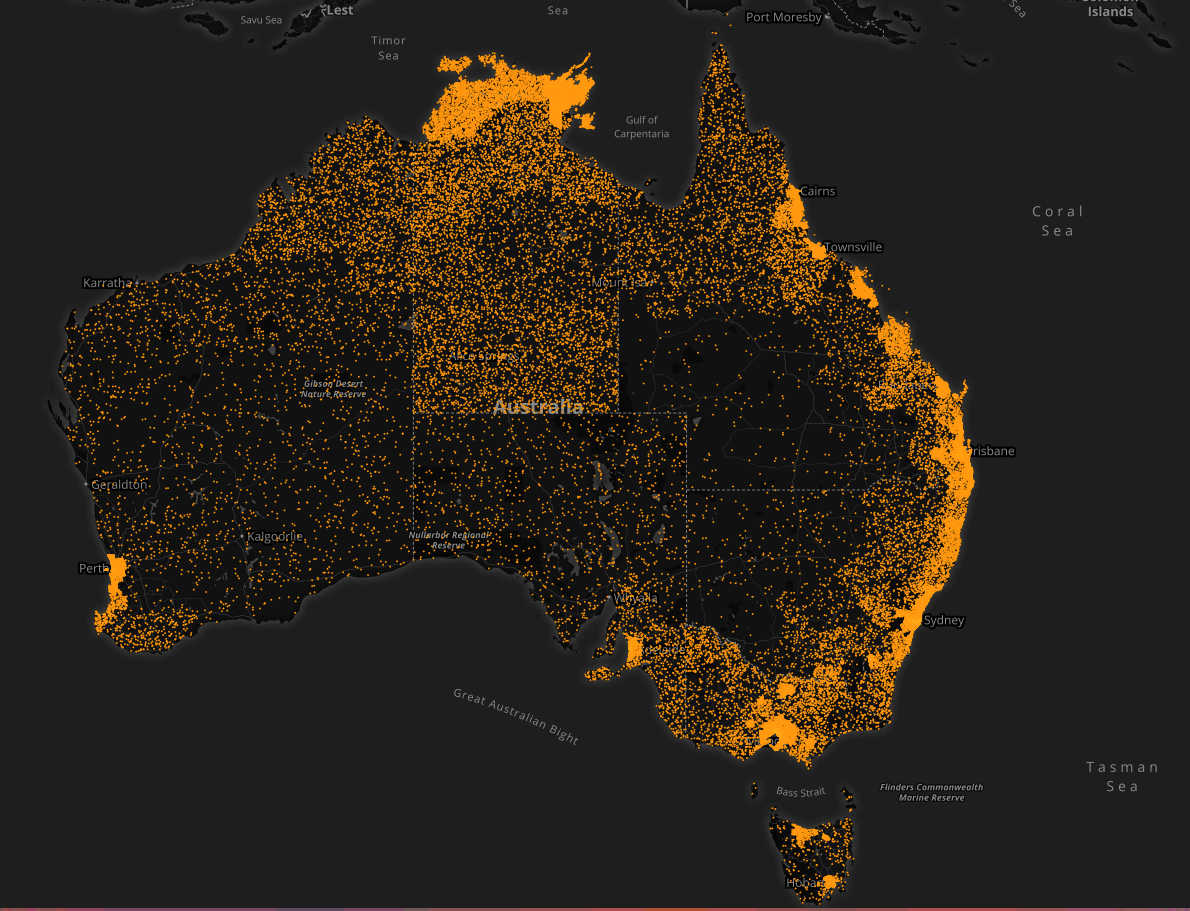 Lest
Savu Sea
Sea
Port Moresby
Sea
Solomon
Islands
Timor
Sea
Gulf of
Carpentaria
Cairns
Coral
Sea
Townsville
Karratha
Gibson Desert
Nature Reserve
Australia
Brisbane
Geraldton
Kalgoorlie
Nullarbor Regional
Reserve
Perth
Whyalla
Sydney
Great Australian Bight
Tasman
Sea
Flinders Commonwealth
Marine Reserve
Bass Strait
Hobart